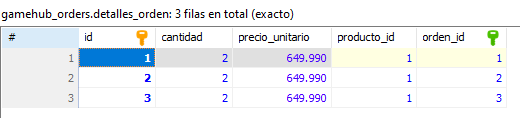 gamehub_orders.detalles_orden: 3 filas en total (exacto)
# id cantidad precio_unitario producto_id orden_id
1 1 2 649.990 1 1
2 2 2 649.990 1 2
3 3 2 649.990 1 3